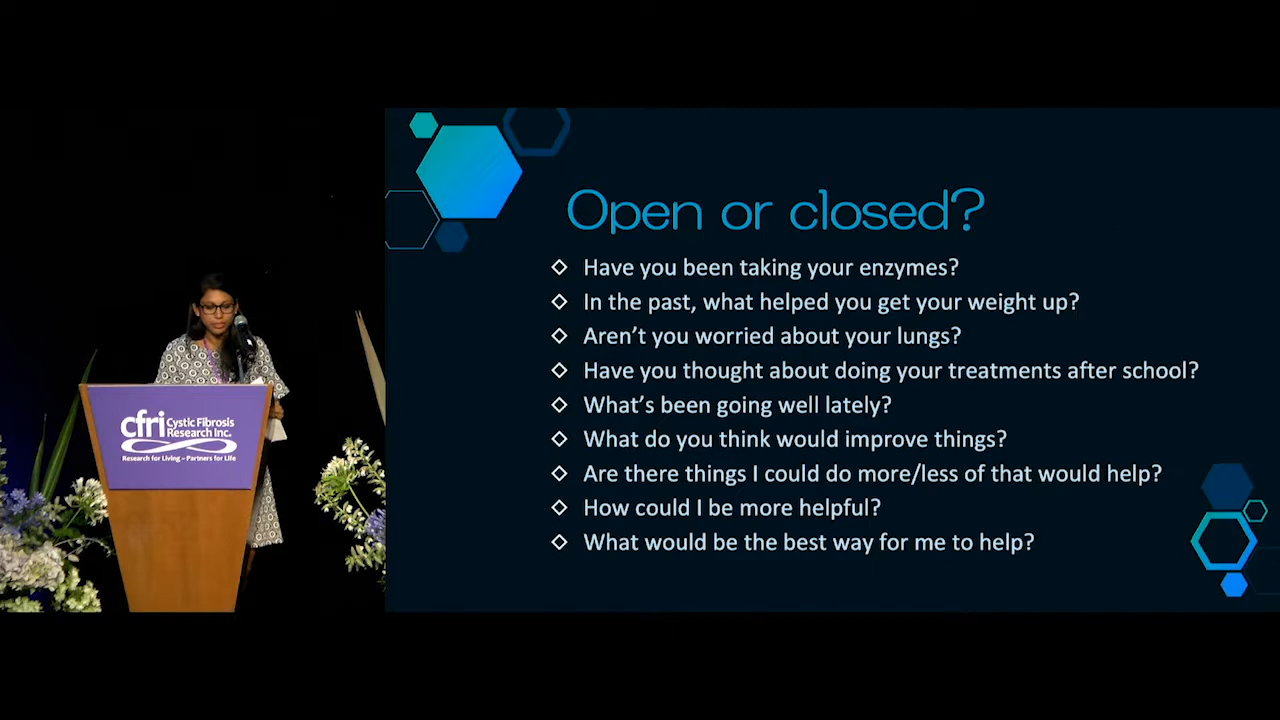 Open or closed?
Have you been taking your enzymes?
In the past, what helped you get your weight up?
Aren't you worried about your lungs?
Have you thought about doing your treatments after school?
What's been going well lately?
What do you think would improve things?
Are there things I could do more/less of that would help?
How could I be more helpful?
What would be the best way for me to help?
cfri Cystic Fibrosis
Research Inc.
Research for Living – Partners for Life